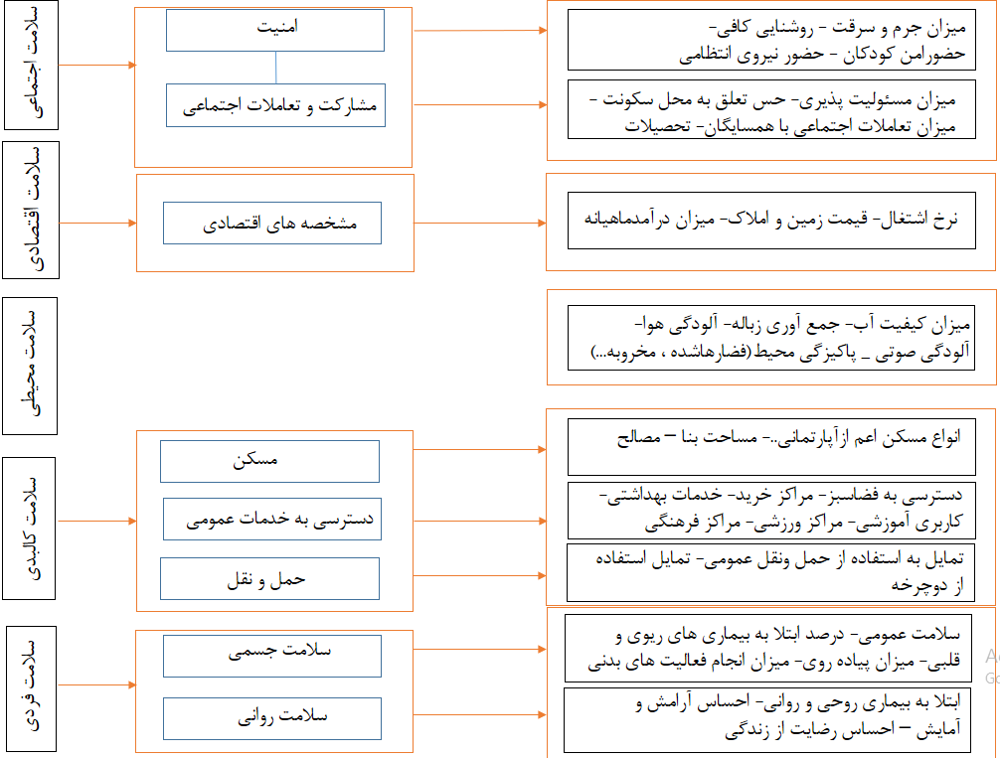 سلامت اجتماعی
امنیت
میزان جرم و سرقت - روشنایی کافی-
حضورامن کودکان - حضور نیروی انتظامی
مشارکت و تعاملات اجتماعی
میزان مسئولیت پذیری- حس تعلق به محل سکونت -
میزان تعاملات اجتماعی با همسایگان- تحصیلات
سلامت اقتصادی
مشخصه های اقتصادی
نرخ اشتغال- قیمت زمین و املاک- میزان درآمدماهیانه
سلامت محیطی
میزان کیفیت آب- جمع آوری زباله- آلودگی هوا-
آلودگی صوتی _ پاکیزگی محیط(فضارهاشده ، مخروبه...)
سلامت کالبدی
مسکن
انواع مسکن اعم ازآپارتمانی..- مساحت بنا – مصالح
دسترسی به خدمات عمومی
دسترسی به فضاسبز- مراکز خرید- خدمات بهداشتی-
کاربری آموزشی- مراکز ورزشی- مراکز فرهنگی
حمل و نقل
تمایل به استفاده از حمل ونقل عمومی- تمایل استفاده
از دوچرخه
سلامت فردی
سلامت جسمی
سلامت عمومی- درصد ابتلا به بیماری های ریوی و
قلبی- میزان پیاده روی- میزان انجام فعالیت های بدنی
سلامت روانی
ابتلا به بیماری روحی و روانی- احساس آرامش و
آمایش – احساس رضایت از زندگی